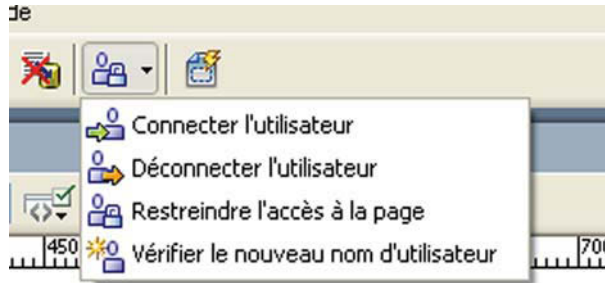 de
Connecter l'utilisateur
Déconnecter l'utilisateur
Restreindre l'accès à la page
Vérifier le nouveau nom d'utilisateur
450
700